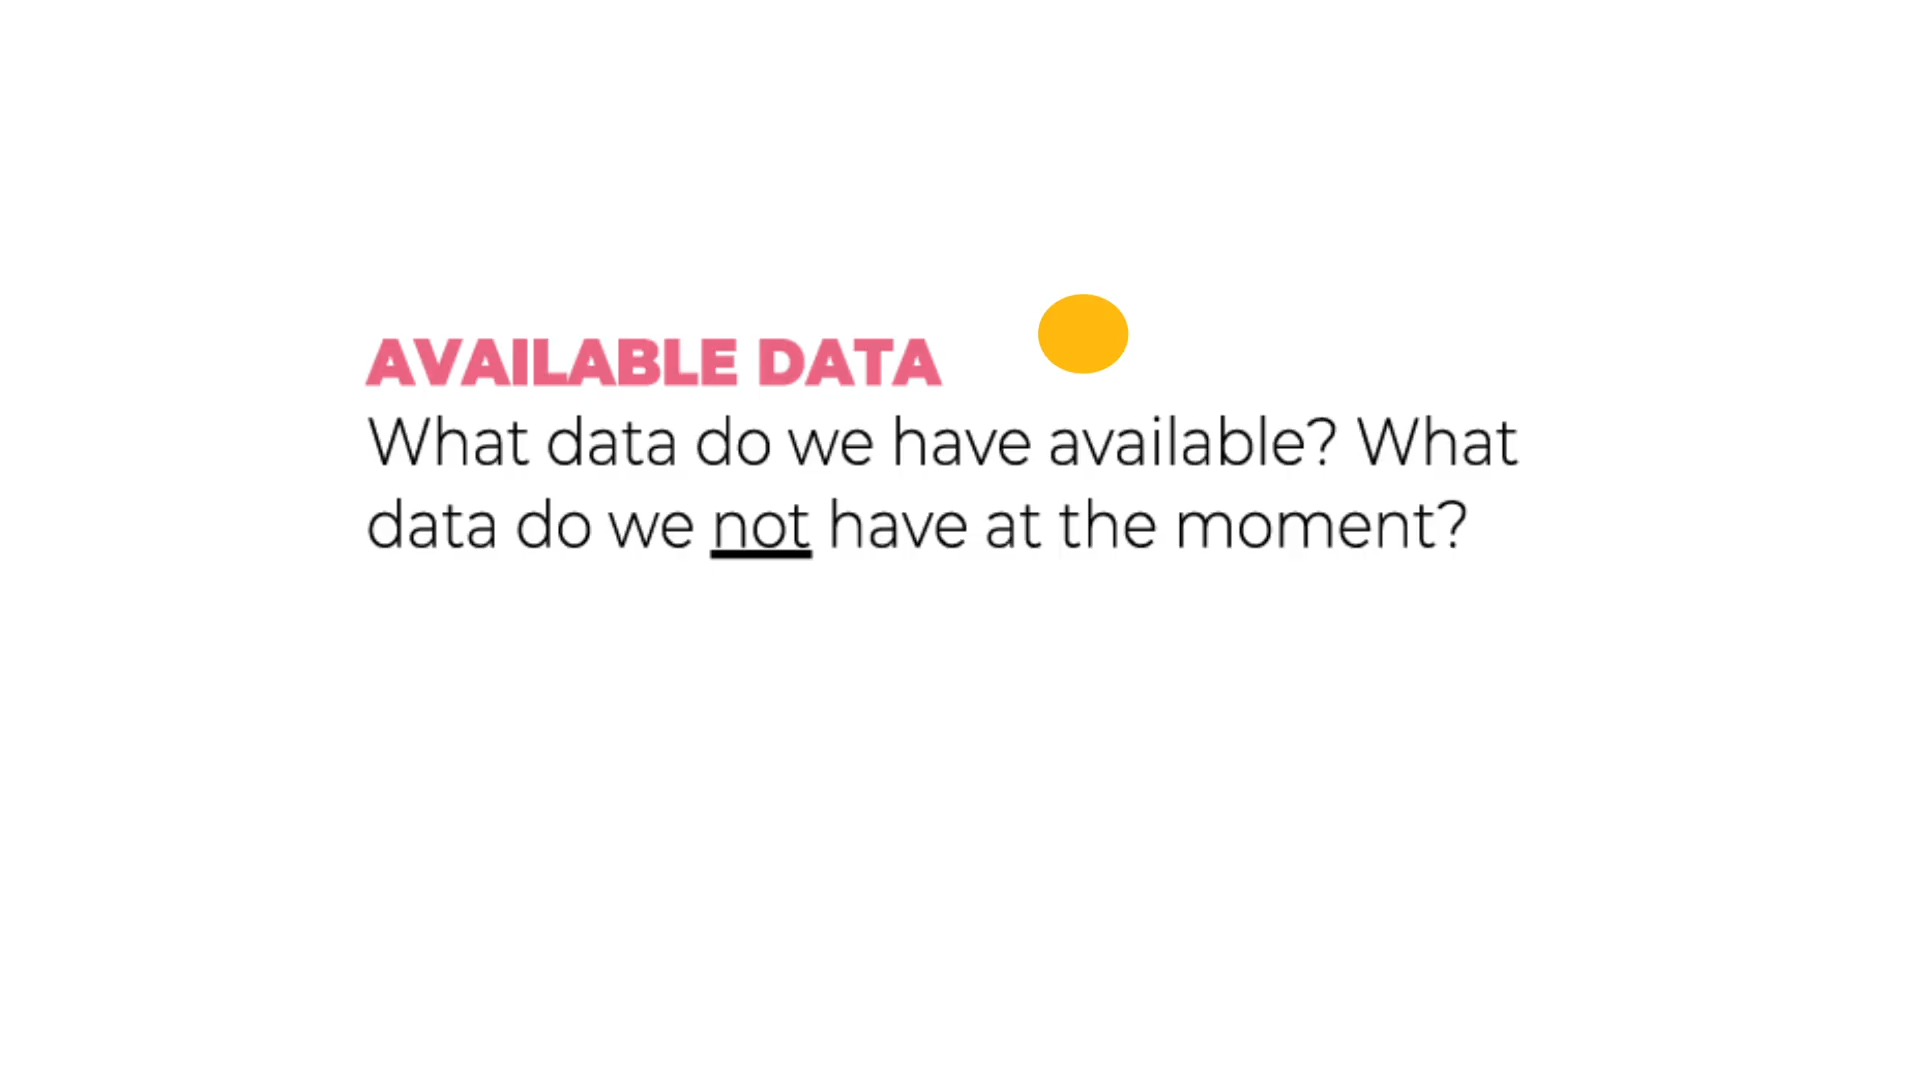 AVAILABLE DATA
What data do we have available? What
data do we not have at the moment?